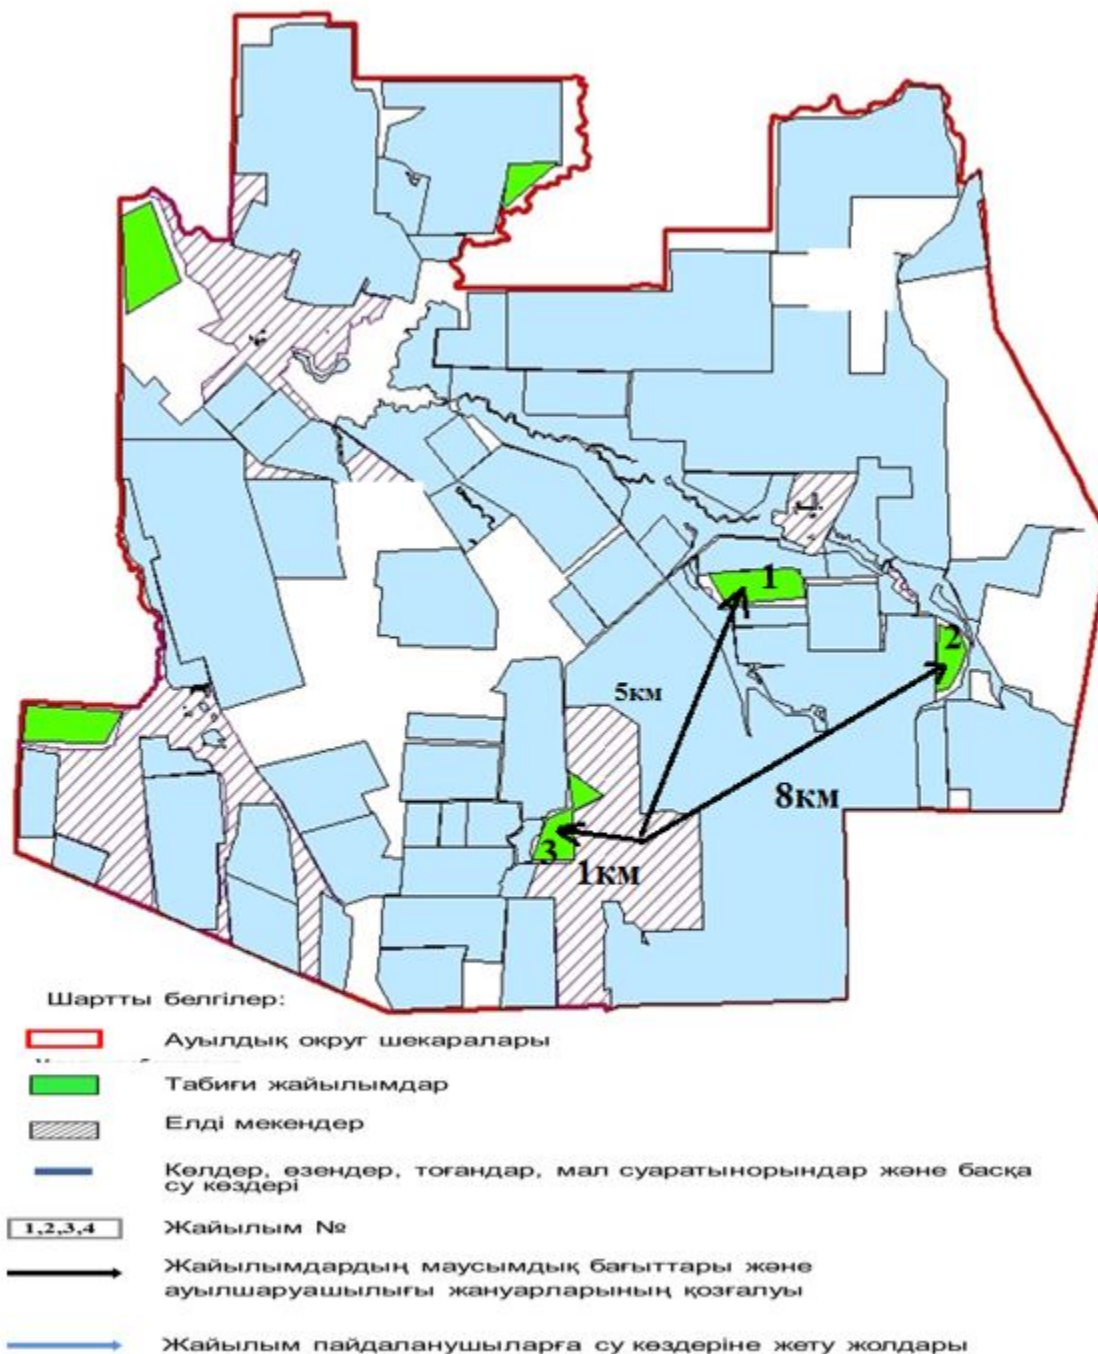 1
2
5км
8км
3
1км
Шартты белгілер:
Ауылдық округ шекаралары
Табиғи жайылымдар
Елді мекендер
Көлдер, өзендер, тоғандар, мал суаратынорындар және басқа
су көздері
1,2,3,4
Жайылым №
Жайылымдардың маусымдық бағыттары және
ауылшаруашылығы жануарларының қозғалуы
Жайылым пайдаланушыларға су көздеріне жету жолдары